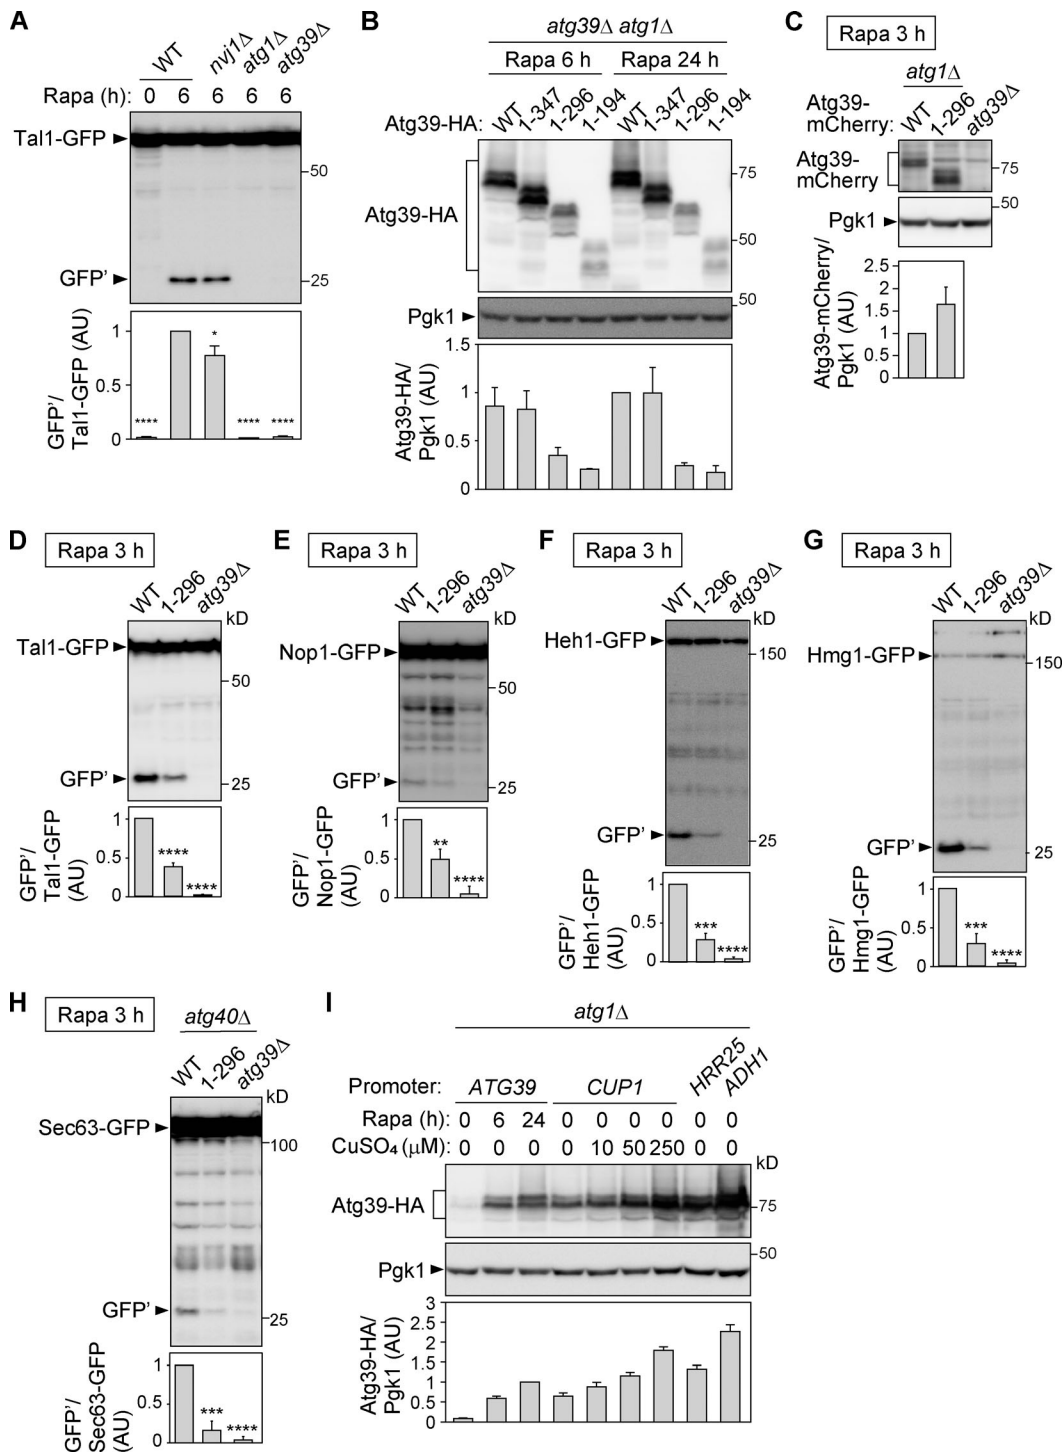 A
WT nvj1Δ atg1Δ atg39Δ
Rapa (h): 0 6 6 6 6
Tal1-GFP
50
GFP'
25
GFP'/
Tal1-GFP (AU)
1
0.5
0
**** * **** ****
B
atg39Δ atg1Δ
Rapa 6 h Rapa 24 h
Atg39-HA: WT 1-347 1-296 1-194 WT 1-347 1-296 1-194
Atg39-HA
75
50
Pgk1
50
Atg39-HA/
Pgk1 (AU)
1.5
1
0.5
0
C
Rapa 3 h
atg1Δ
Atg39-
mCherry: WT 1-296 atg39Δ
Atg39-
mCherry
75
50
Pgk1
Atg39-mCherry/
Pgk1 (AU)
2.5
2
1.5
1
0.5
0
D
Rapa 3 h
WT 1-296 atg39Δ
kD
Tal1-GFP
50
GFP'
25
GFP'/
Tal1-GFP
(AU)
1
0.5
0
**** ****
E
Rapa 3 h
WT 1-296 atg39Δ
kD
Nop1-GFP
50
GFP'
25
GFP'/
Nop1-GFP
(AU)
1
0.5
0
** ****
F
Rapa 3 h
WT 1-296 atg39Δ
kD
Heh1-GFP
150
GFP'
25
GFP'/
Heh1-GFP
(AU)
1
0.5
0
*** ****
G
Rapa 3 h
WT 1-296 atg39Δ
kD
Hmg1-GFP
150
GFP'
25
GFP'/
Hmg1-GFP
(AU)
1
0.5
0
*** ****
H
Rapa 3 h
atg40Δ
WT 1-296 atg39Δ
kD
Sec63-GFP
100
GFP'
25
GFP'/
Sec63-GFP
(AU)
1
0.5
0
*** ****
I
atg1Δ
Promoter: ATG39 CUP1 HRR25 ADH1
Rapa (h): 0 6 24 0 0 0 0 0 0
CuSO₄ (μM): 0 0 0 0 10 50 250 0 0
kD
Atg39-HA
75
50
Pgk1
Atg39-HA/
Pgk1 (AU)
3
2.5
2
1.5
1
0.5
0